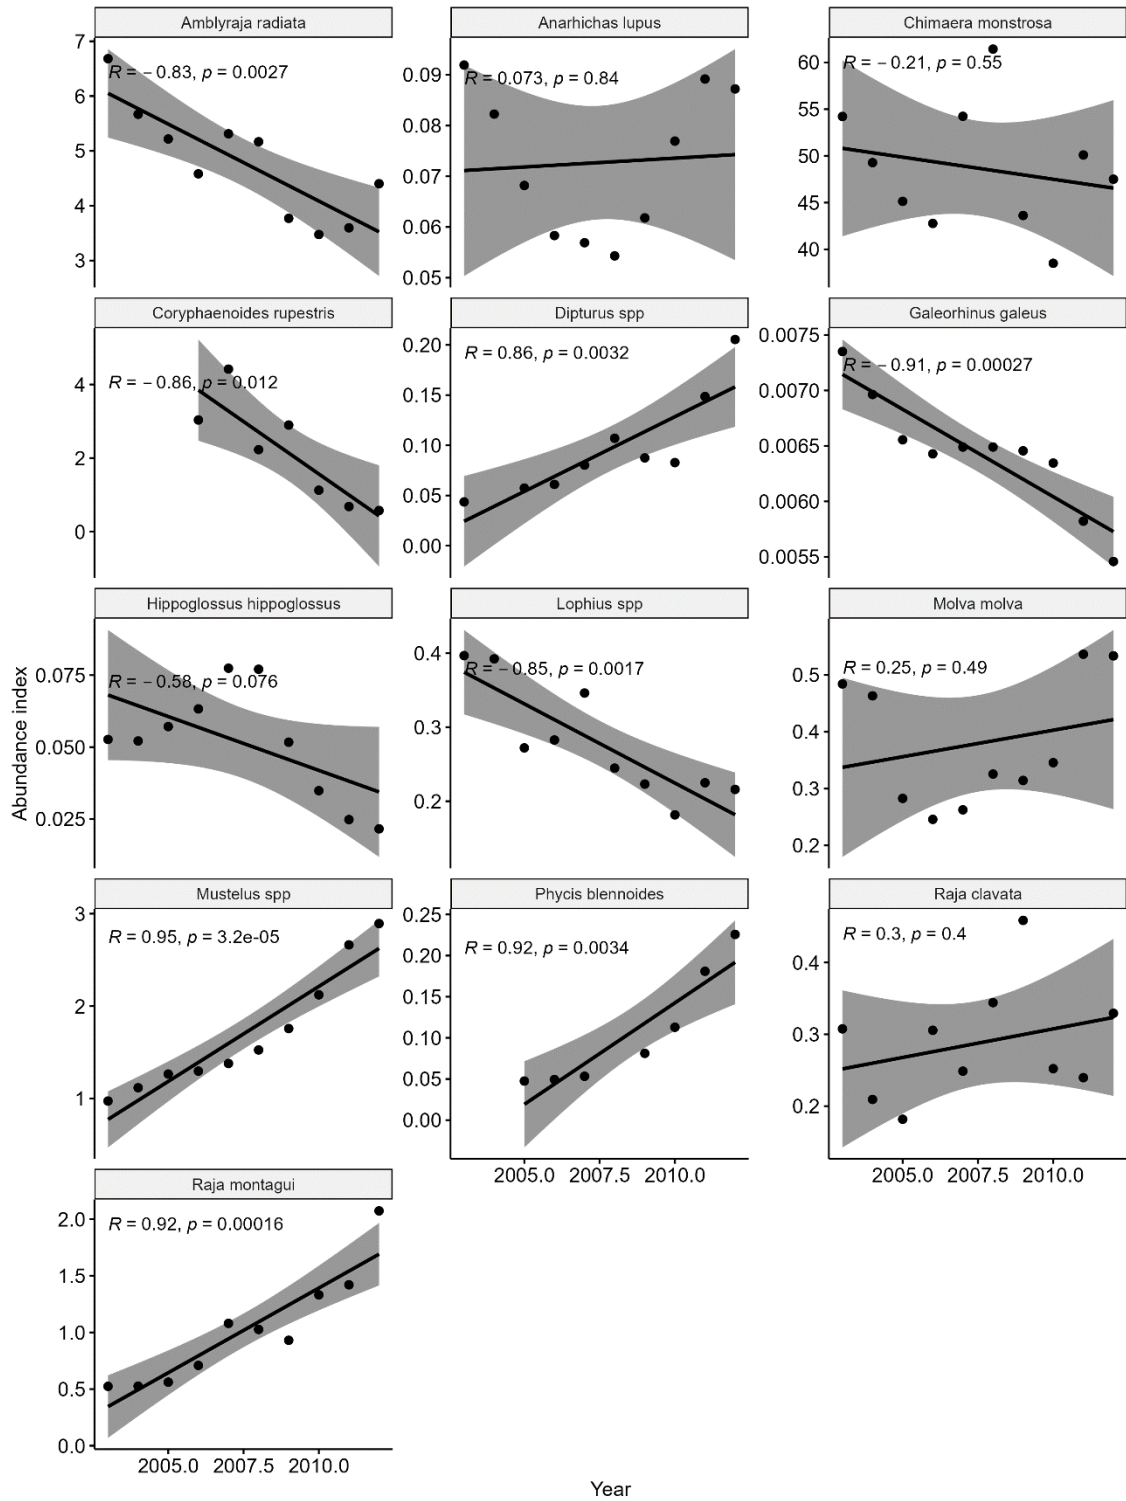 Amblyraja radiata
R = − 0.83, p = 0.0027
7
6
5
4
3
Anarhichas lupus
R = 0.073, p = 0.84
0.09
0.08
0.07
0.06
0.05
Chimaera monstrosa
R = − 0.21, p = 0.55
60
55
50
45
40
Coryphaenoides rupestris
R = − 0.86, p = 0.012
4
2
0
Dipturus spp
R = 0.86, p = 0.0032
0.20
0.15
0.10
0.05
0.00
Galeorhinus galeus
R = − 0.91, p = 0.00027
0.0075
0.0070
0.0065
0.0060
0.0055
Abundance index
Hippoglossus hippoglossus
R = − 0.58, p = 0.076
0.075
0.050
0.025
Lophius spp
R = − 0.85, p = 0.0017
0.4
0.3
0.2
Molva molva
R = 0.25, p = 0.49
0.5
0.4
0.3
0.2
Mustelus spp
R = 0.95, p = 3.2e-05
3
2
1
Phycis blennoides
R = 0.92, p = 0.0034
0.25
0.20
0.15
0.10
0.05
0.00
2005.0 2007.5 2010.0
Raja clavata
R = 0.3, p = 0.4
0.4
0.3
0.2
2005.0 2007.5 2010.0
Raja montagui
R = 0.92, p = 0.00016
2.0
1.5
1.0
0.5
0.0
2005.0 2007.5 2010.0
Year